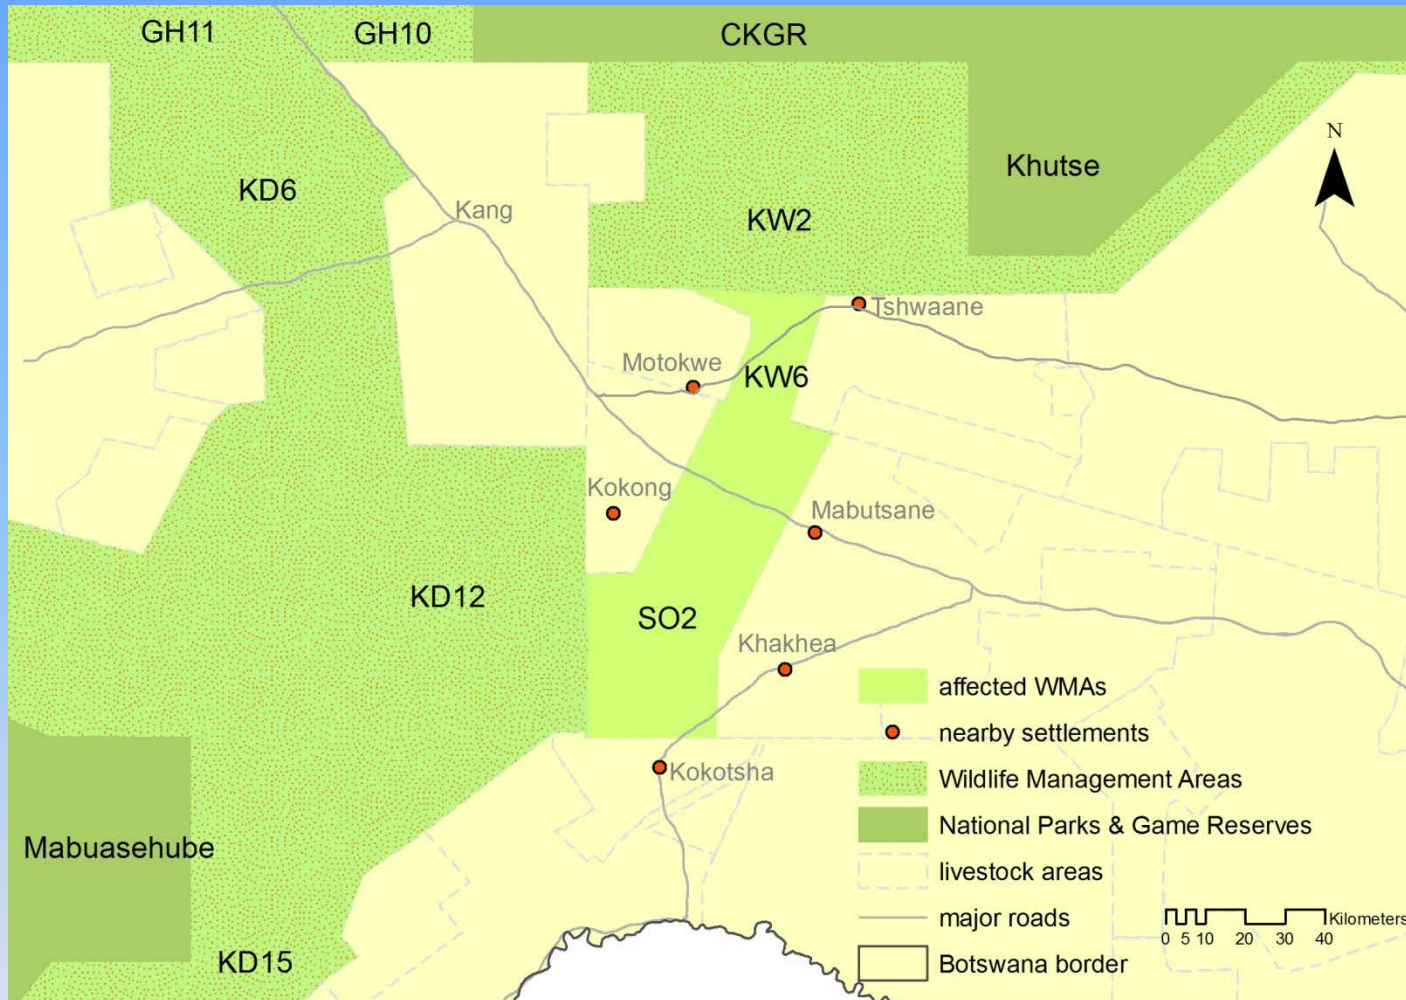 GH11
GH10
CKGR
N
Khutse
KD6
Kang
KW2
Tshwaane
Motokwe
KW6
Kokong
Mabutsane
KD12
SO2
Khakhea
affected WMAs
nearby settlements
Kokotsha
Wildlife Management Areas
National Parks & Game Reserves
Mabuasehube
livestock areas
major roads
Kilometers
0 5 10 20 30 40
KD15
Botswana border